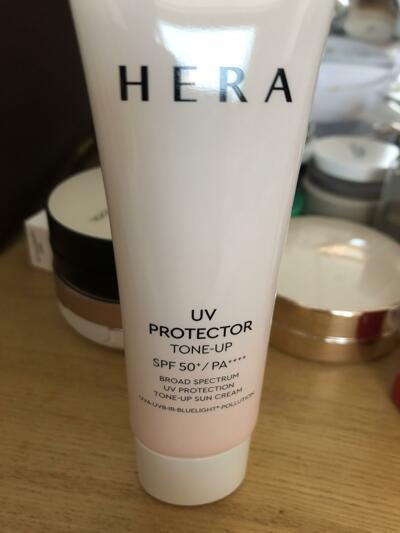 HERA
UV
PROTECTOR
TONE-UP
SPF 50+/PA++++
BROAD SPECTRUM
UV PROTECTION
TONE-UP SUN CREAM
UVA-UVB-IR-BLUELIGHT+-POLLUTION